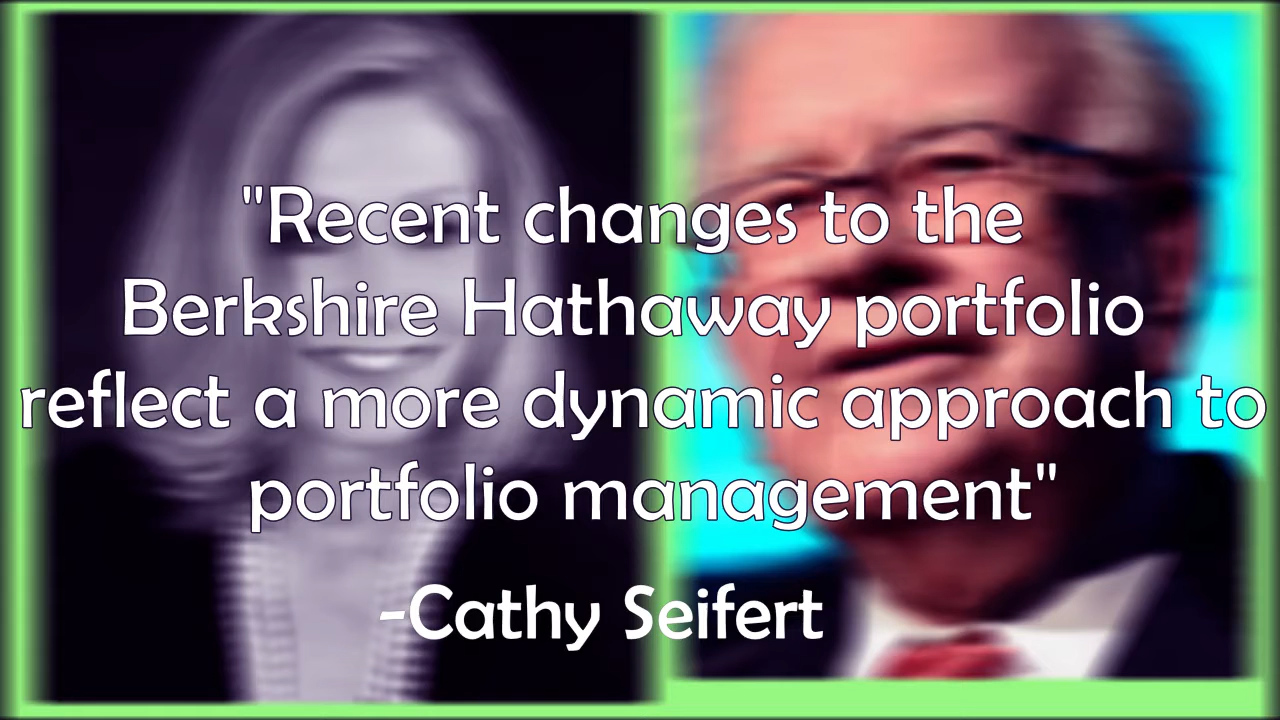 "Recent changes to the
Berkshire Hathaway portfolio
reflect a more dynamic approach to
portfolio management"
-Cathy Seifert